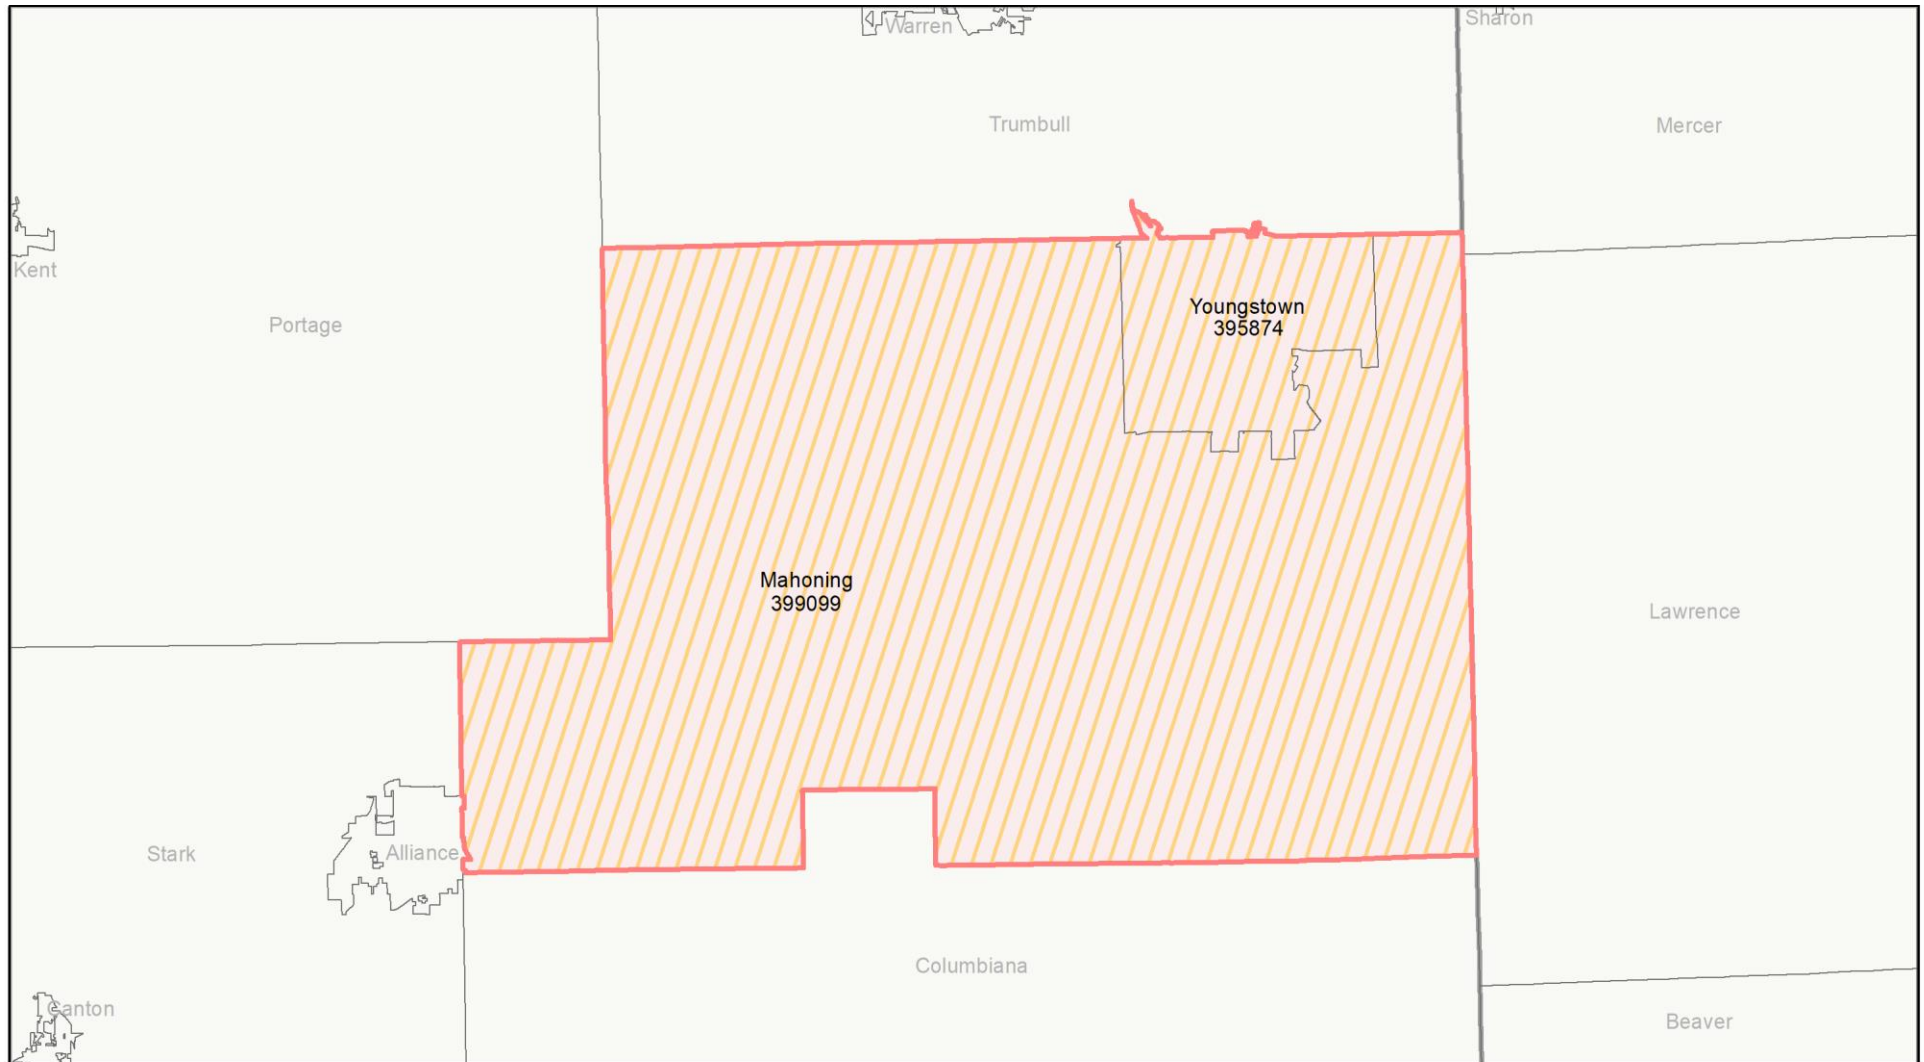 Warren
Sharon
Trumbull
Mercer
Kent
Portage
Youngstown
395874
Mahoning
399099
Lawrence
Stark
Alliance
Columbiana
Canton
Beaver